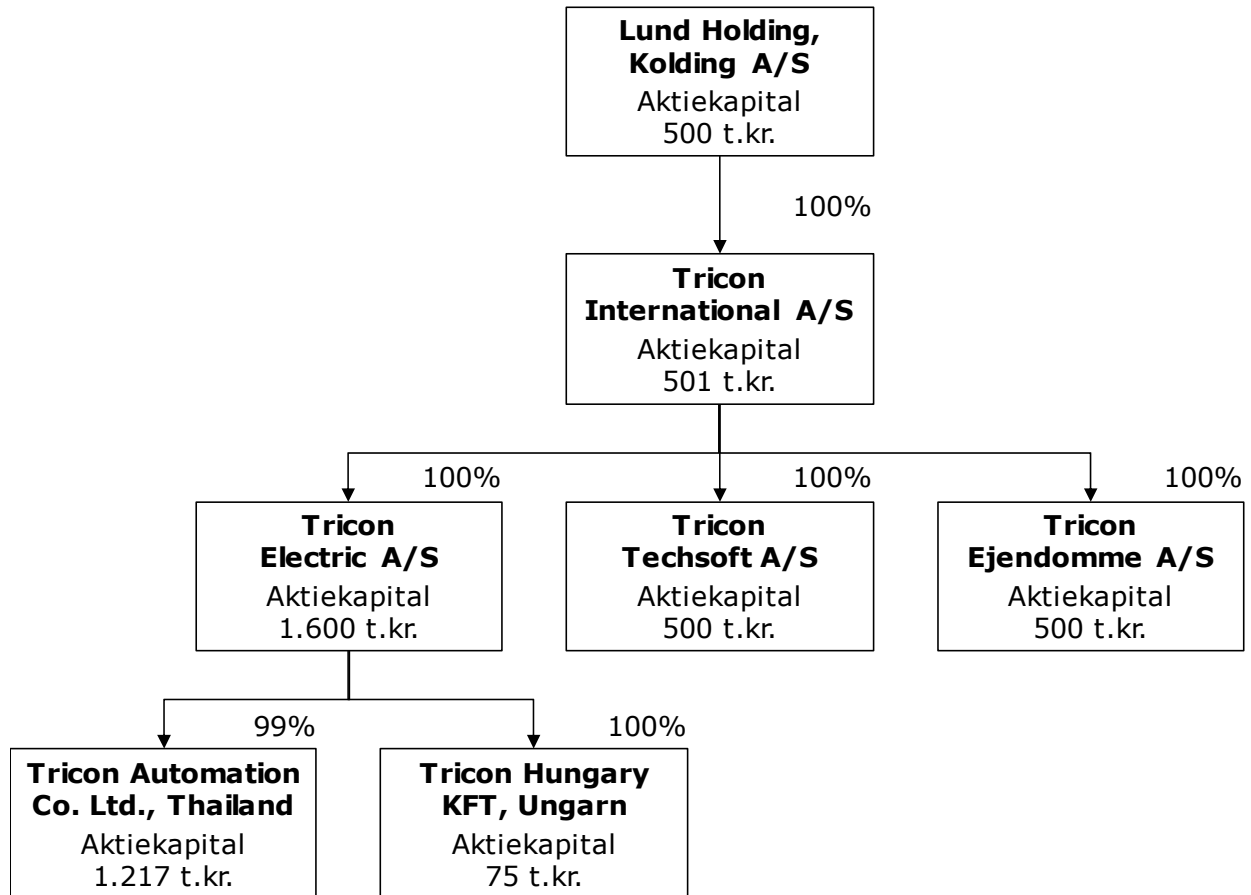 Lund Holding,
Kolding A/S
Aktiekapital
500 t.kr.
100%
Tricon
International A/S
Aktiekapital
501 t.kr.
100%
100%
100%
Tricon
Electric A/S
Aktiekapital
1.600 t.kr.
Tricon
Techsoft A/S
Aktiekapital
500 t.kr.
Tricon
Ejendomme A/S
Aktiekapital
500 t.kr.
99%
100%
Tricon Automation
Co. Ltd., Thailand
Aktiekapital
1.217 t.kr.
Tricon Hungary
KFT, Ungarn
Aktiekapital
75 t.kr.